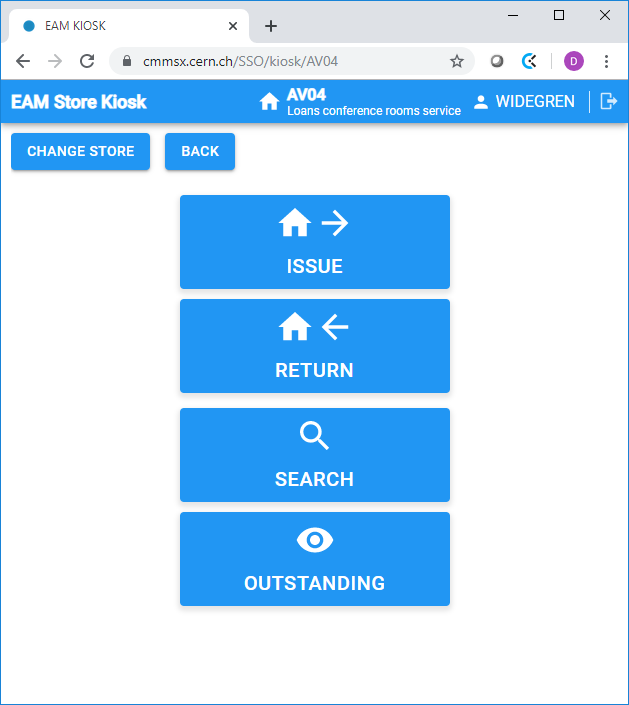 EAM KIOSK
cmmsx.cern.ch/SSO/kiosk/AV04
D
EAM Store Kiosk
AV04
Loans conference rooms service
WIDEGREN
CHANGE STORE
BACK
ISSUE
RETURN
SEARCH
OUTSTANDING